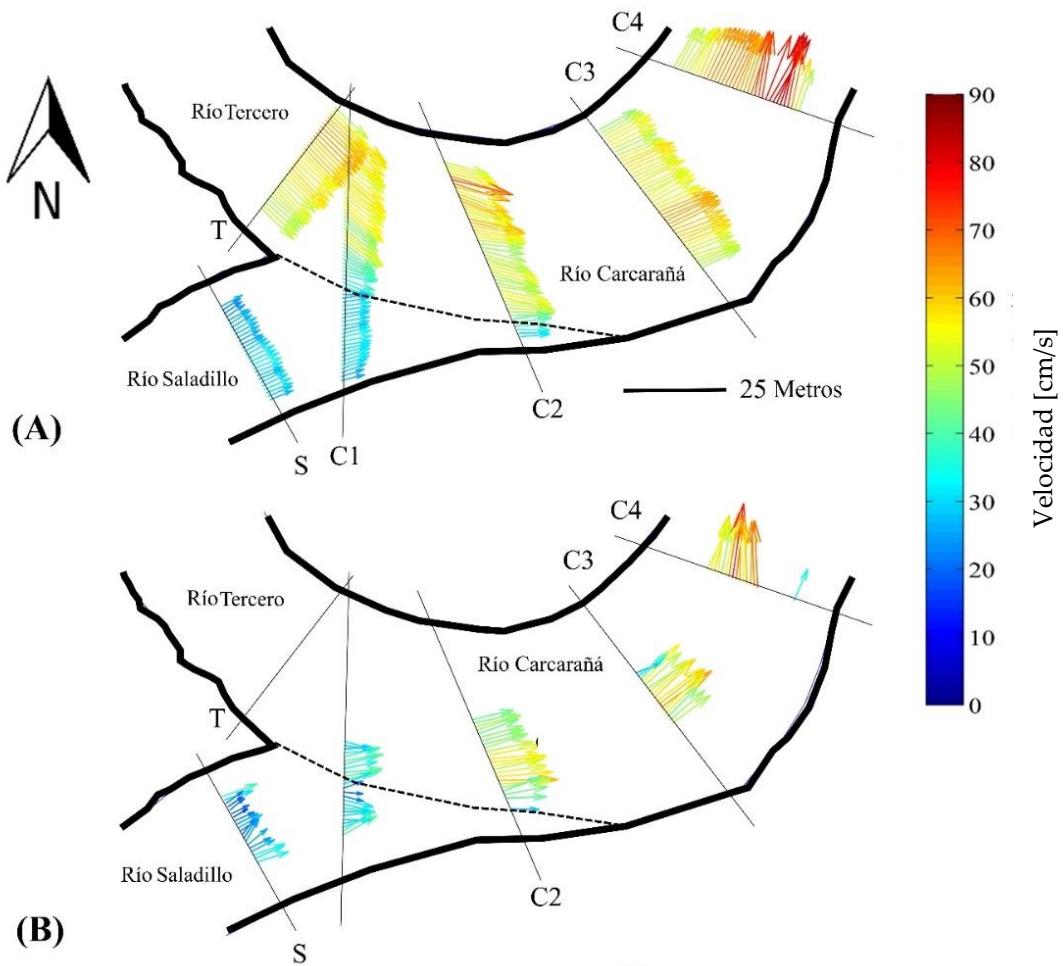 C4
C3
Río Tercero
N
T
Río Carcarañá
Río Saladillo
25 Metros
(A)
C2
S
C1
90
80
70
60
50
40
30
20
10
0
Velocidad [cm/s]
C4
C3
Río Tercero
Río Carcarañá
T
Río Saladillo
C2
(B)
S